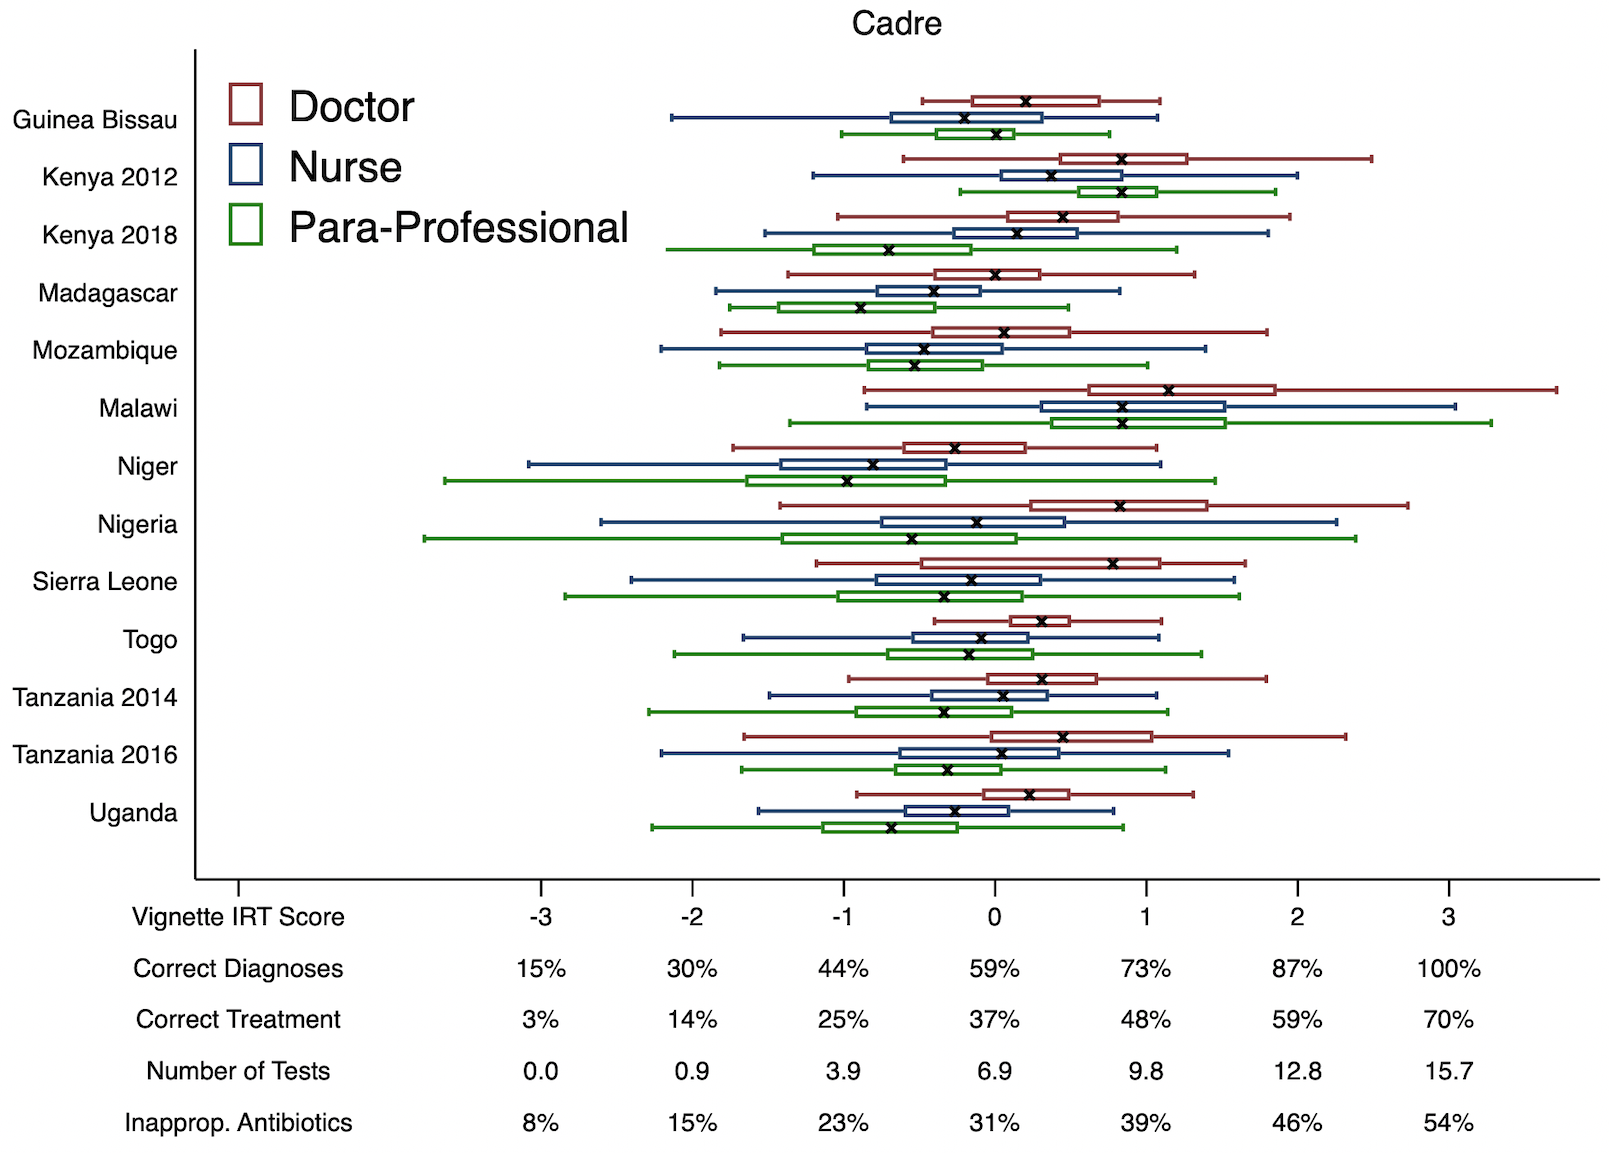 Cadre
Doctor
Nurse
Para-Professional
Guinea Bissau
Kenya 2012
Kenya 2018
Madagascar
Mozambique
Malawi
Niger
Nigeria
Sierra Leone
Togo
Tanzania 2014
Tanzania 2016
Uganda
Vignette IRT Score -3 -2 -1 0 1 2 3
Correct Diagnoses 15% 30% 44% 59% 73% 87% 100%
Correct Treatment 3% 14% 25% 37% 48% 59% 70%
Number of Tests 0.0 0.9 3.9 6.9 9.8 12.8 15.7
Inapprop. Antibiotics 8% 15% 23% 31% 39% 46% 54%